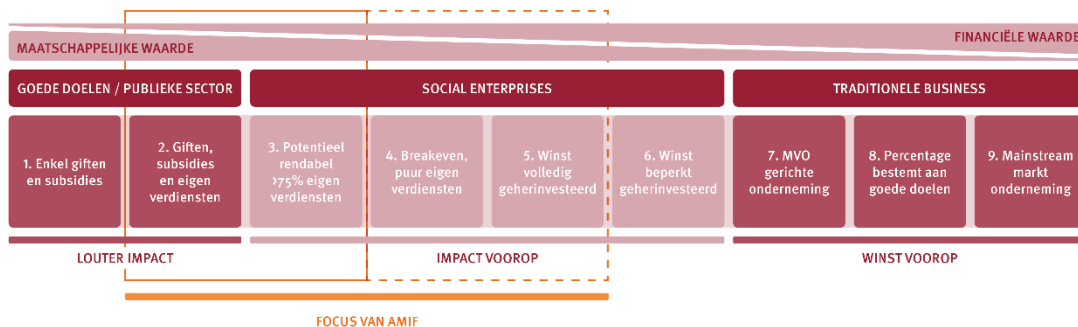 MAATSCHAPPELIJKE WAARDE
FINANCIËLE WAARDE
GOEDE DOELEN / PUBLIEKE SECTOR
SOCIAL ENTERPRISES
TRADITIONELE BUSINESS
1. Enkel giften
en subsidies
2. Giften,
subsidies
en eigen
verdiensten
3. Potentieel
rendabel
>75% eigen
verdiensten
4. Breakeven,
puur eigen
verdiensten
5. Winst
volledig
geherinvesteerd
6. Winst
beperkt
geherinvesteerd
7. MVO
gerichte
onderneming
8. Percentage
bestemt aan
goede doelen
9. Mainstream
markt
onderneming
LOUTER IMPACT
IMPACT VOOROP
WINST VOOROP
FOCUS VAN AMIF